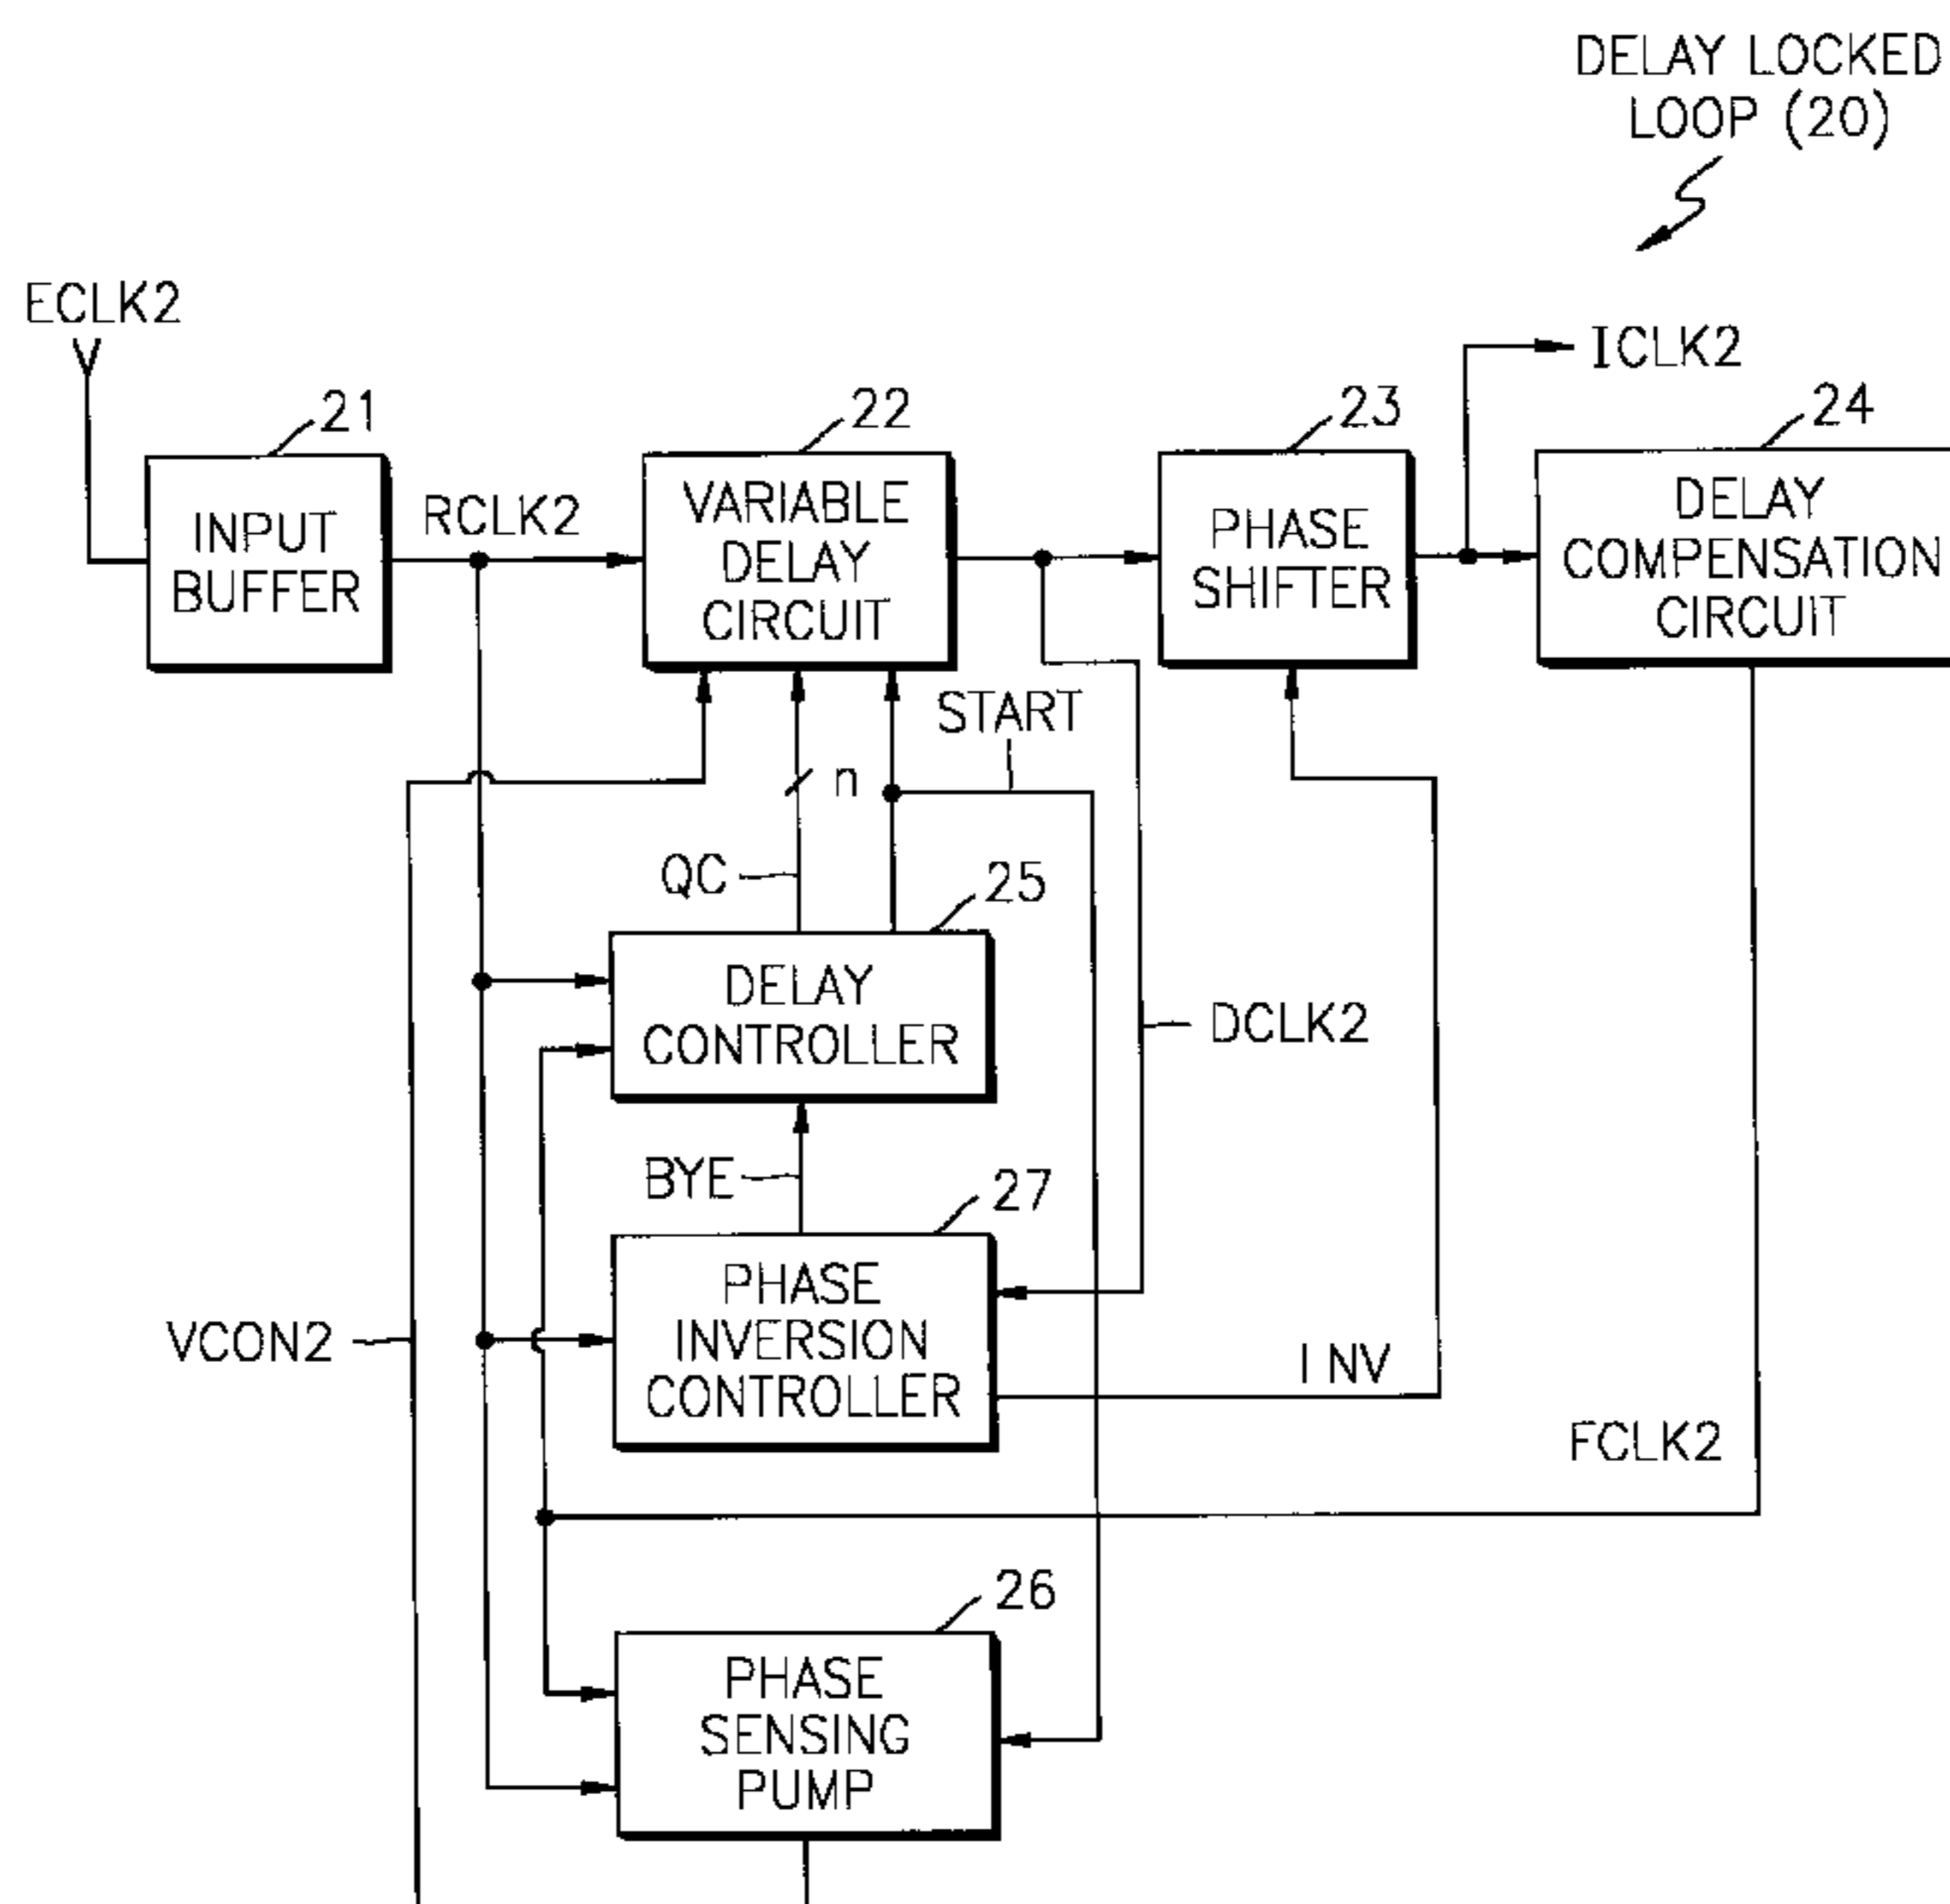 DELAY LOCKED
LOOP (20)
ECLK2
ICLK2
21
22
23
24
INPUT
BUFFER
RCLK2
VARIABLE
DELAY
CIRCUIT
PHASE
SHIFTER
DELAY
COMPENSATION
CIRCUIT
START
n
QC
25
DELAY
CONTROLLER
DCLK2
BYE
27
PHASE
INVERSION
CONTROLLER
VCON2
INV
FCLK2
26
PHASE
SENSING
PUMP